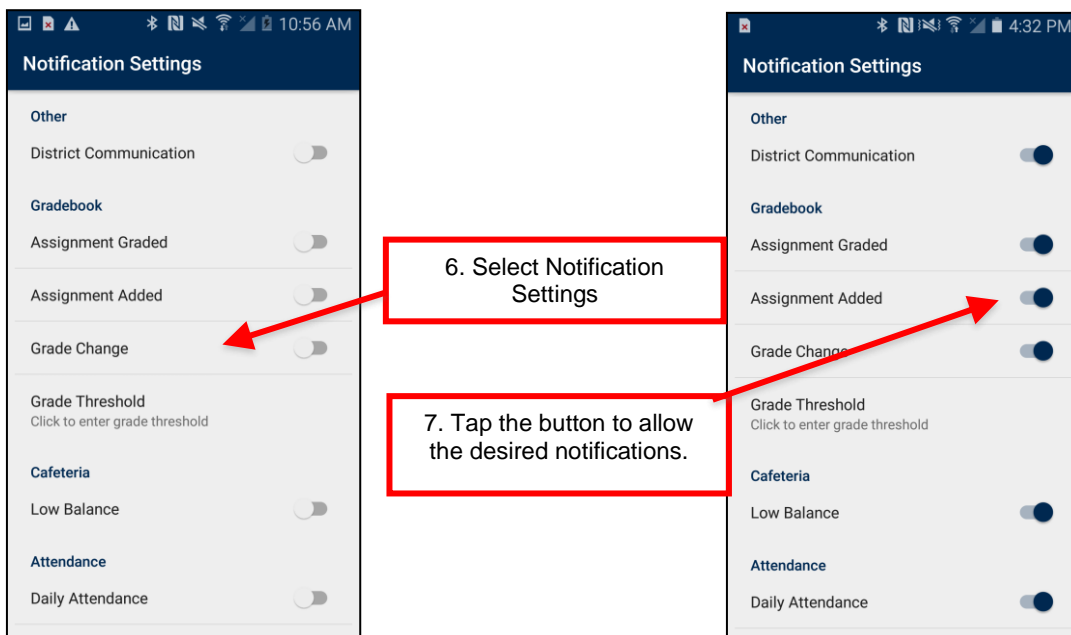 10:56 AM
Notification Settings
Other
District Communication
Gradebook
Assignment Graded
Assignment Added
Grade Change
Grade Threshold
Click to enter grade threshold
Cafeteria
Low Balance
Attendance
Daily Attendance
6. Select Notification
Settings
7. Tap the button to allow
the desired notifications.
4:32 PM
Notification Settings
Other
District Communication
Gradebook
Assignment Graded
Assignment Added
Grade Change
Grade Threshold
Click to enter grade threshold
Cafeteria
Low Balance
Attendance
Daily Attendance